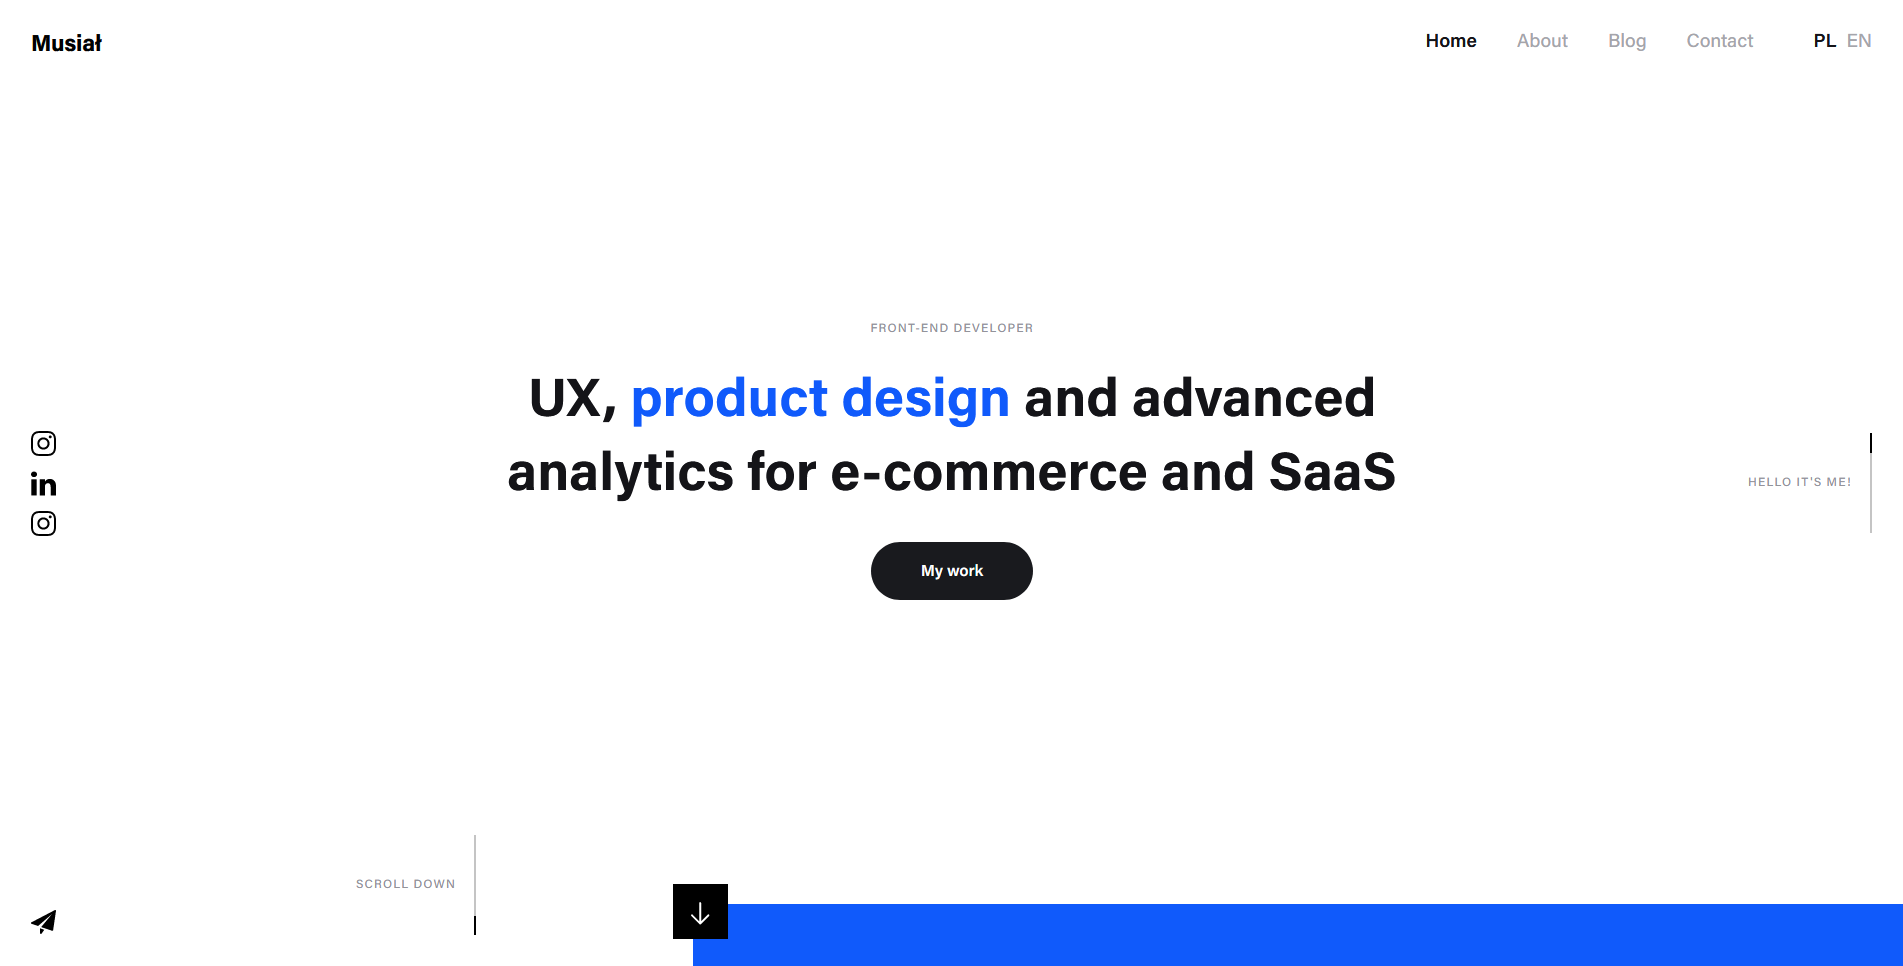 Musiał
Home About Blog Contact PL EN
FRONT-END DEVELOPER
UX, product design and advanced
analytics for e-commerce and SaaS
HELLO IT'S ME!
My work
SCROLL DOWN